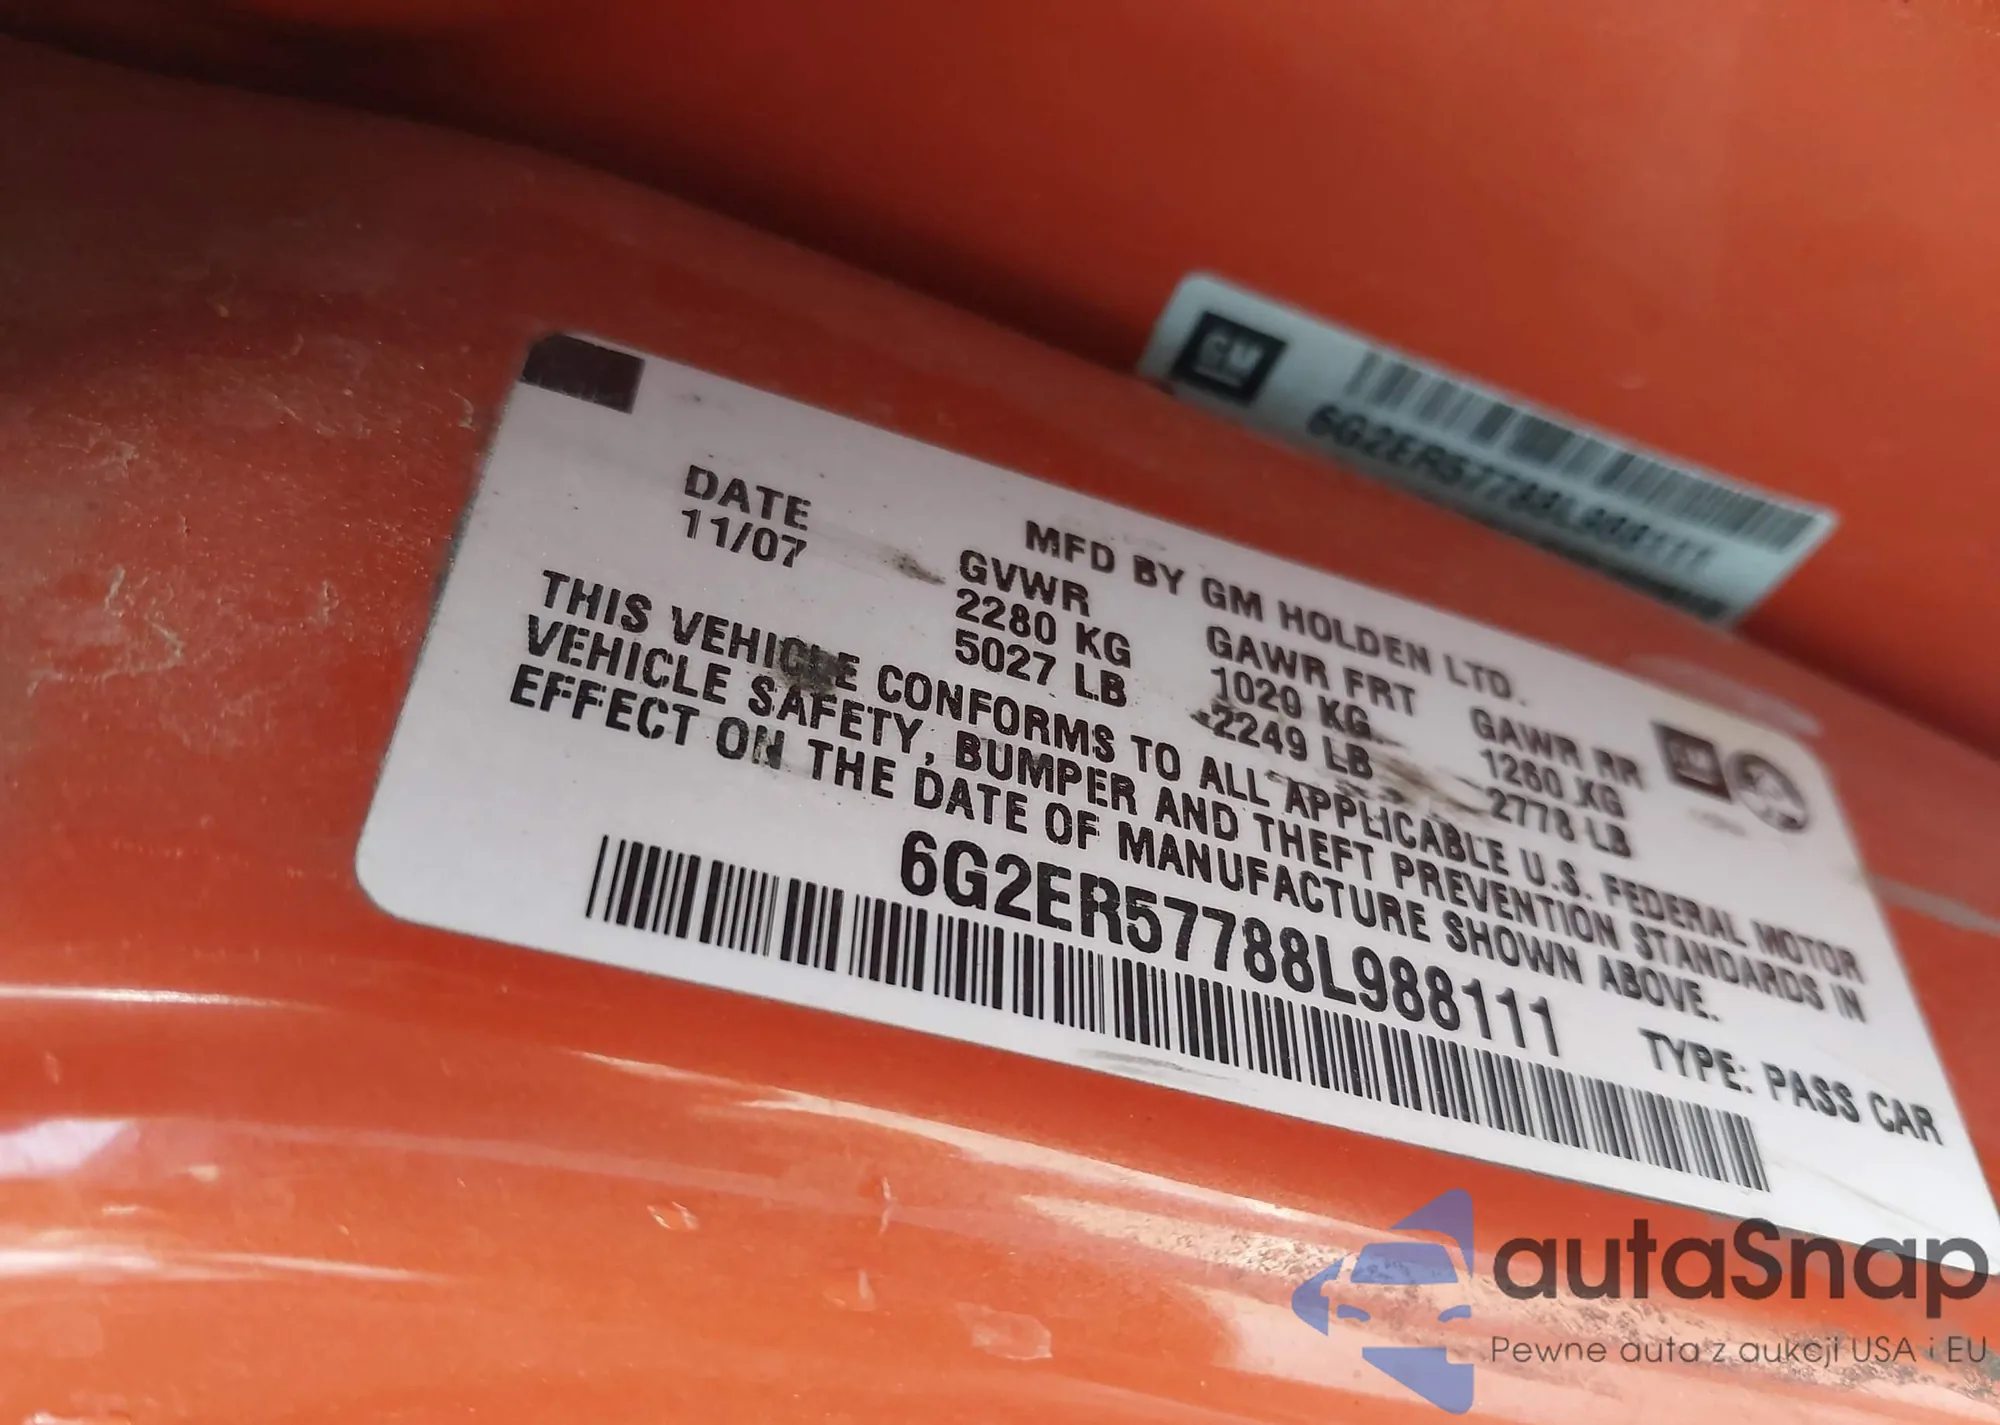 GM
6G2ER57788L988111
DATE
11/07
MFD BY GM HOLDEN LTD.
GVWR
2280 KG
5027 LB
GAWR FRT
1020 KG
2249 LB
GAWR RR
1260 KG
2778 LB
GM
THIS VEHICLE CONFORMS TO ALL APPLICABLE U.S. FEDERAL MOTOR
VEHICLE SAFETY, BUMPER AND THEFT PREVENTION STANDARDS IN
EFFECT ON THE DATE OF MANUFACTURE SHOWN ABOVE.
6G2ER57788L988111
TYPE: PASS CAR
autaSnap
Pewne auta z aukcji USA i EU